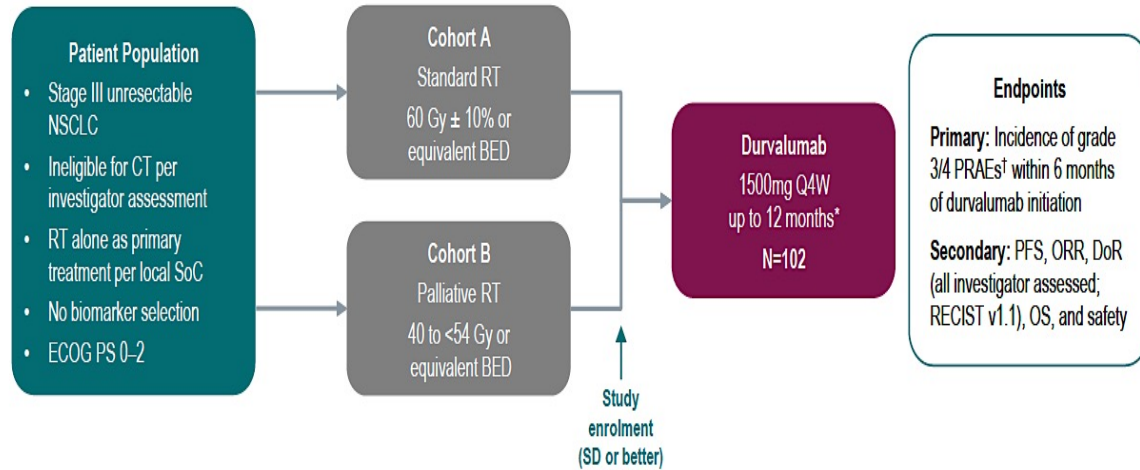 Patient Population
• Stage III unresectable
NSCLC
• Ineligible for CT per
investigator assessment
• RT alone as primary
treatment per local SoC
• No biomarker selection
• ECOG PS 0–2
Cohort A
Standard RT
60 Gy ± 10% or
equivalent BED
Cohort B
Palliative RT
40 to <54 Gy or
equivalent BED
Study
enrolment
(SD or better)
Durvalumab
1500mg Q4W
up to 12 months*
N=102
Endpoints
Primary: Incidence of grade
3/4 PRAEs† within 6 months
of durvalumab initiation
Secondary: PFS, ORR, DoR
(all investigator assessed;
RECIST v1.1), OS, and safety